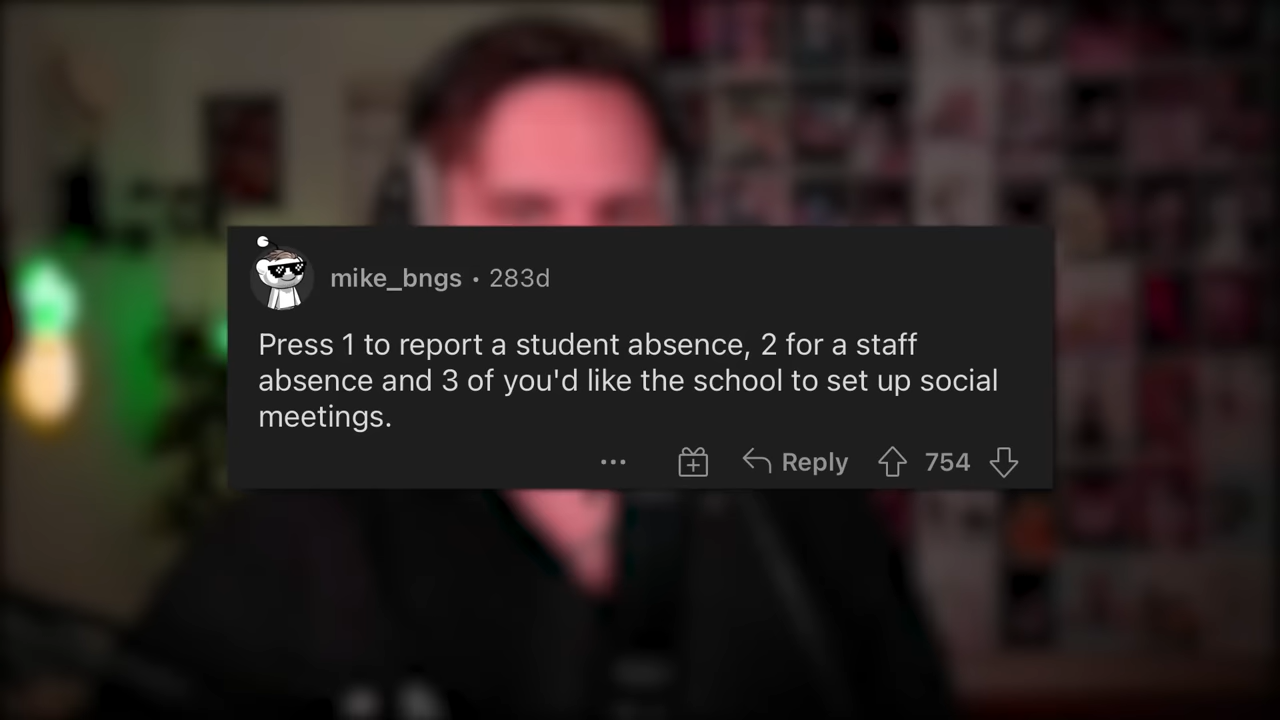 mike_bngs · 283d
Press 1 to report a student absence, 2 for a staff
absence and 3 of you'd like the school to set up social
meetings.
... Reply 754